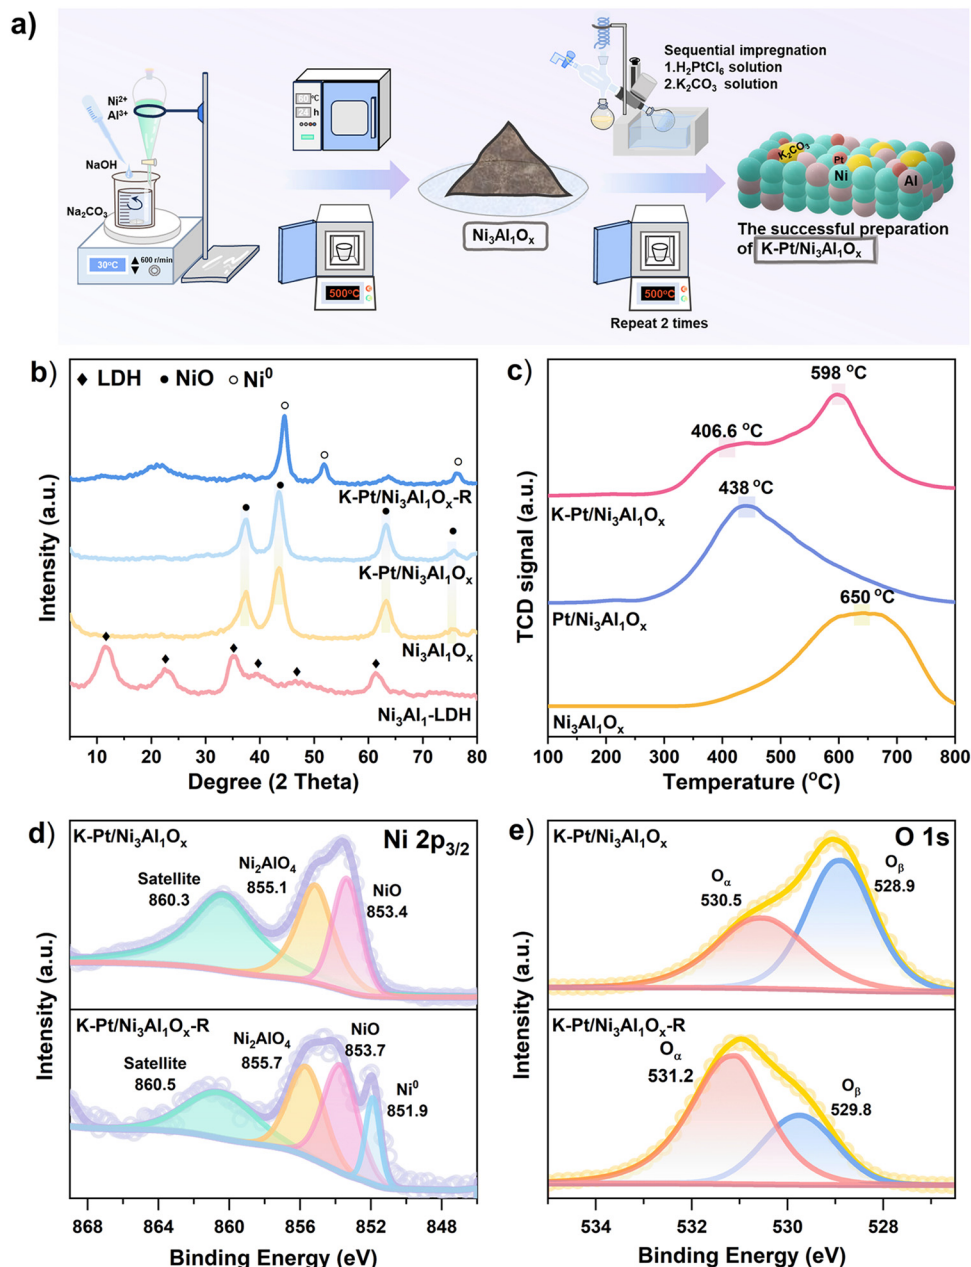 a)
Ni²⁺
Al³⁺
NaOH
Na₂CO₃
30°C
600 r/min
°C
h
500°C
Ni₃Al₁Oₓ
Sequential impregnation
1.H₂PtCl₆ solution
2.K₂CO₃ solution
500°C
Repeat 2 times
K₂CO₃
Pt
Ni
Al
The successful preparation
of K-Pt/Ni₃Al₁Oₓ
b)
LDH NiO Ni⁰
K-Pt/Ni₃Al₁Oₓ-R
K-Pt/Ni₃Al₁Oₓ
Ni₃Al₁Oₓ
Ni₃Al₁-LDH
Intensity (a.u.)
10 20 30 40 50 60 70 80
Degree (2 Theta)
c)
598 °C
406.6 °C
K-Pt/Ni₃Al₁Oₓ
438 °C
Pt/Ni₃Al₁Oₓ
650 °C
Ni₃Al₁Oₓ
TCD signal (a.u.)
100 200 300 400 500 600 700 800
Temperature (°C)
d)
K-Pt/Ni₃Al₁Oₓ
Ni 2p₃/₂
Satellite
860.3
Ni₂AlO₄
855.1
NiO
853.4
K-Pt/Ni₃Al₁Oₓ-R
Satellite
860.5
Ni₂AlO₄
855.7
NiO
853.7
Ni⁰
851.9
Intensity (a.u.)
868 864 860 856 852 848
Binding Energy (eV)
e)
K-Pt/Ni₃Al₁Oₓ
O 1s
Oα
530.5
Oβ
528.9
K-Pt/Ni₃Al₁Oₓ-R
Oα
531.2
Oβ
529.8
Intensity (a.u.)
534 532 530 528
Binding Energy (eV)